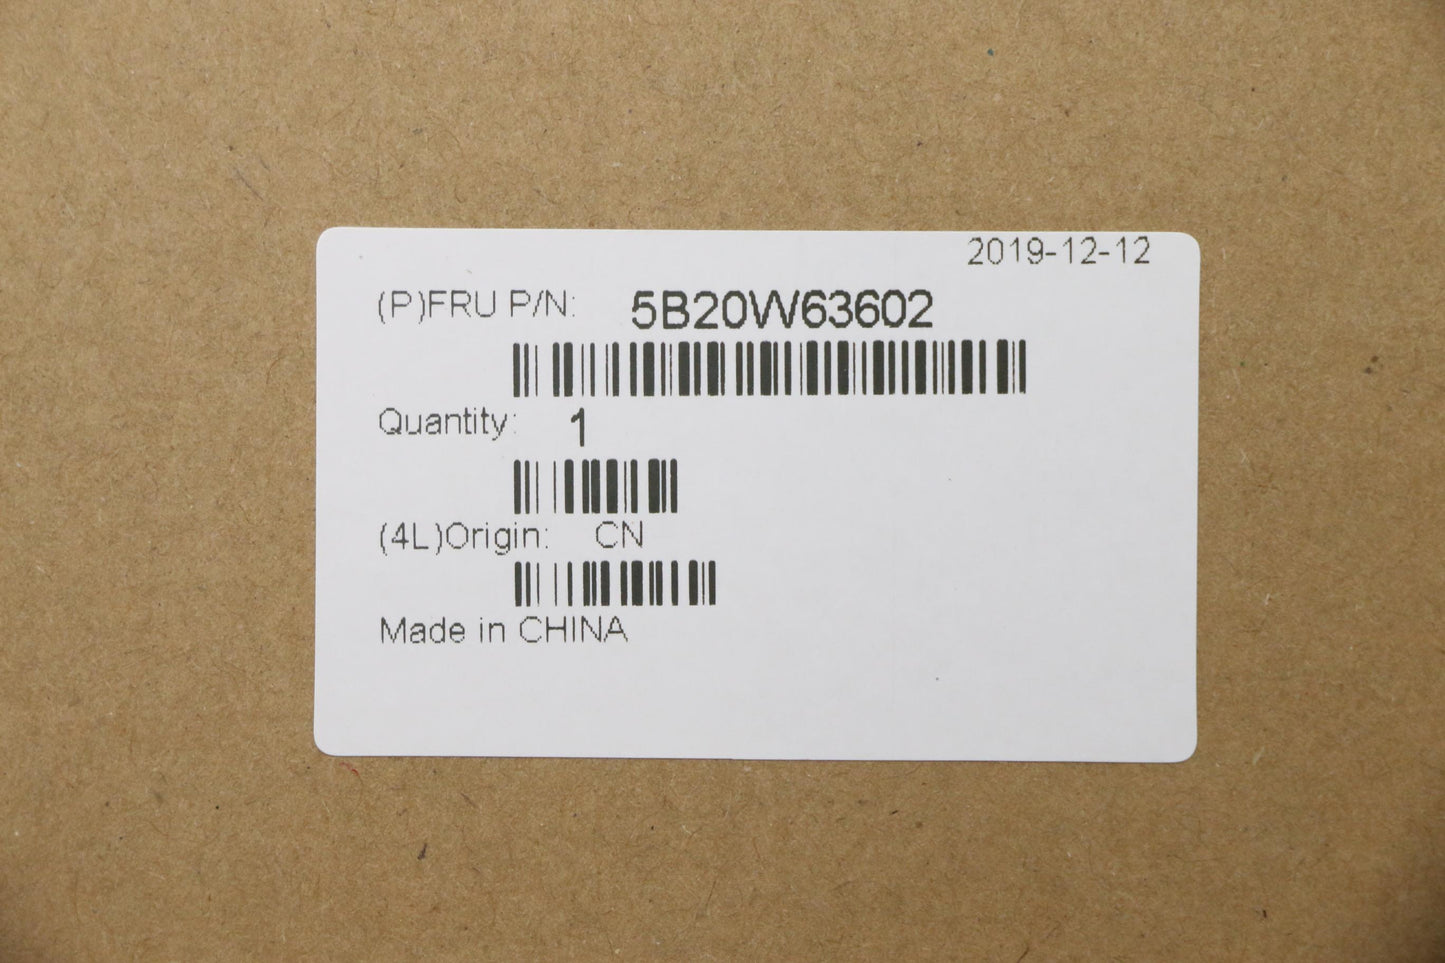 2019-12-12
(P)FRU P/N: 5B20W63602
Quantity: 1
(4L)Origin: CN
Made in CHINA